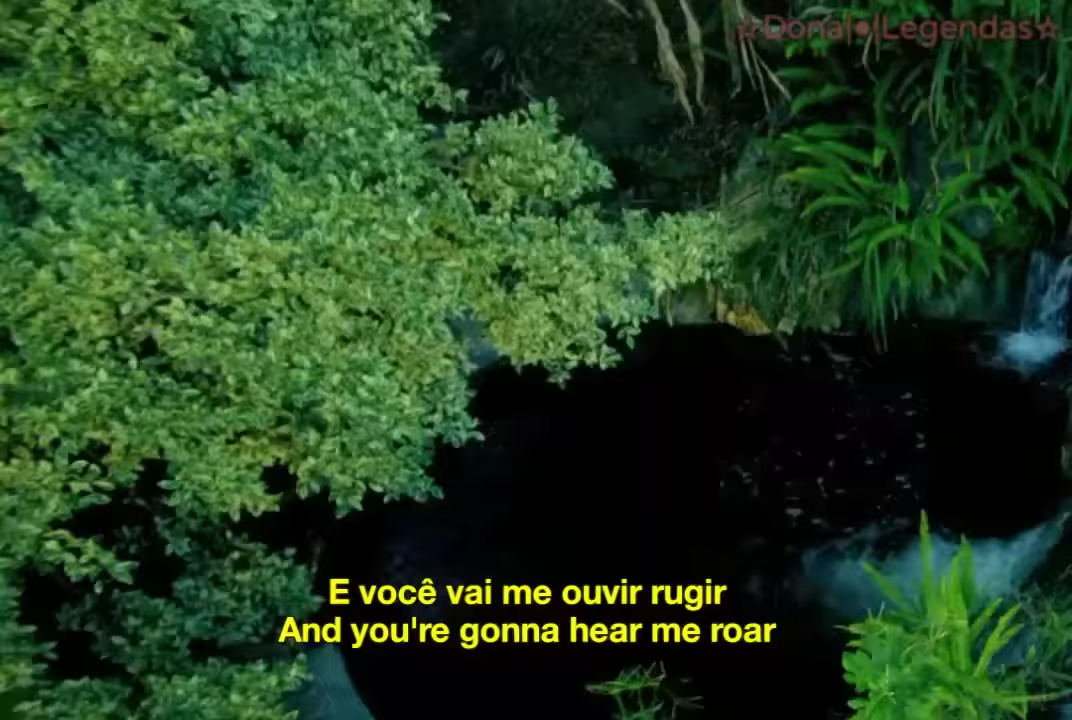 ☆Dona|●|Legendas☆
E você vai me ouvir rugir
And you're gonna hear me roar